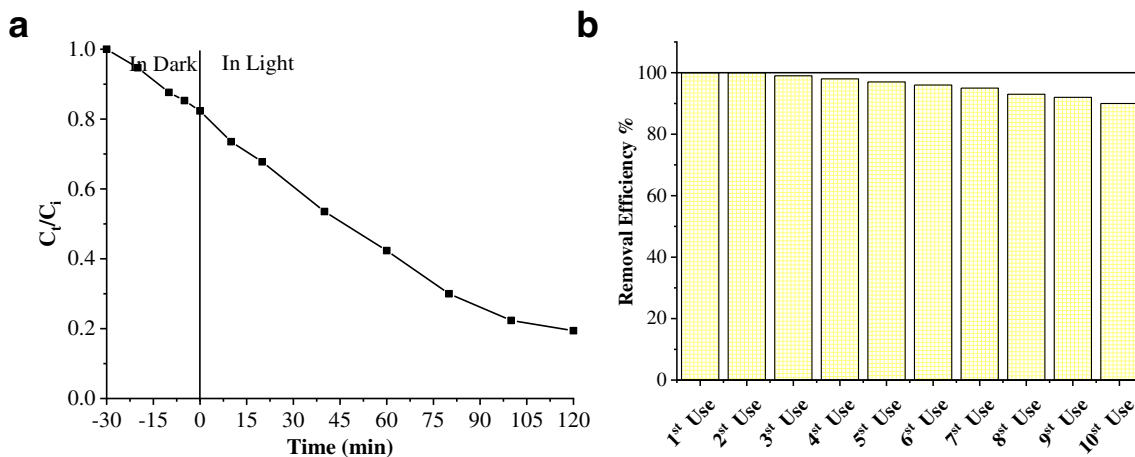 a
In Dark
In Light
1.0
0.8
0.6
0.4
0.2
0.0
C_t/C_i
-30 -15 0 15 30 45 60 75 90 105 120
Time (min)
b
100
80
60
40
20
0
Removal Efficiency %
1st Use
2st Use
3st Use
4st Use
5st Use
6st Use
7st Use
8st Use
9st Use
10st Use